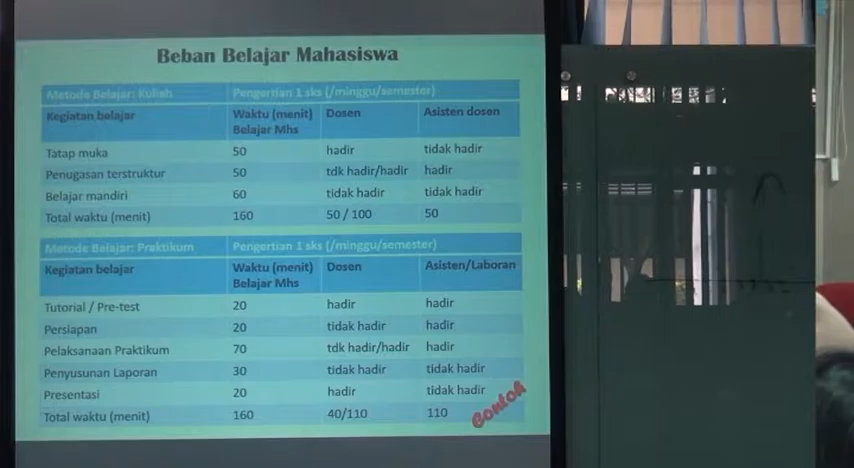 Beban Belajar Mahasiswa
Metode Belajar: Kuliah Pengertian 1 sks (/minggu/semester)
Kegiatan belajar Waktu (menit) Belajar Mhs Dosen Asisten dosen
Tatap muka 50 hadir tidak hadir
Penugasan terstruktur 50 tdk hadir/hadir hadir
Belajar mandiri 60 tidak hadir tidak hadir
Total waktu (menit) 160 50 / 100 50
Metode Belajar: Praktikum Pengertian 1 sks (/minggu/semester)
Kegiatan belajar Waktu (menit) Belajar Mhs Dosen Asisten/Laboran
Tutorial / Pre-test 20 hadir hadir
Persiapan 20 tidak hadir hadir
Pelaksanaan Praktikum 70 tdk hadir/hadir hadir
Penyusunan Laporan 30 tidak hadir tidak hadir
Presentasi 20 hadir tidak hadir
Total waktu (menit) 160 40/110 110
Contoh